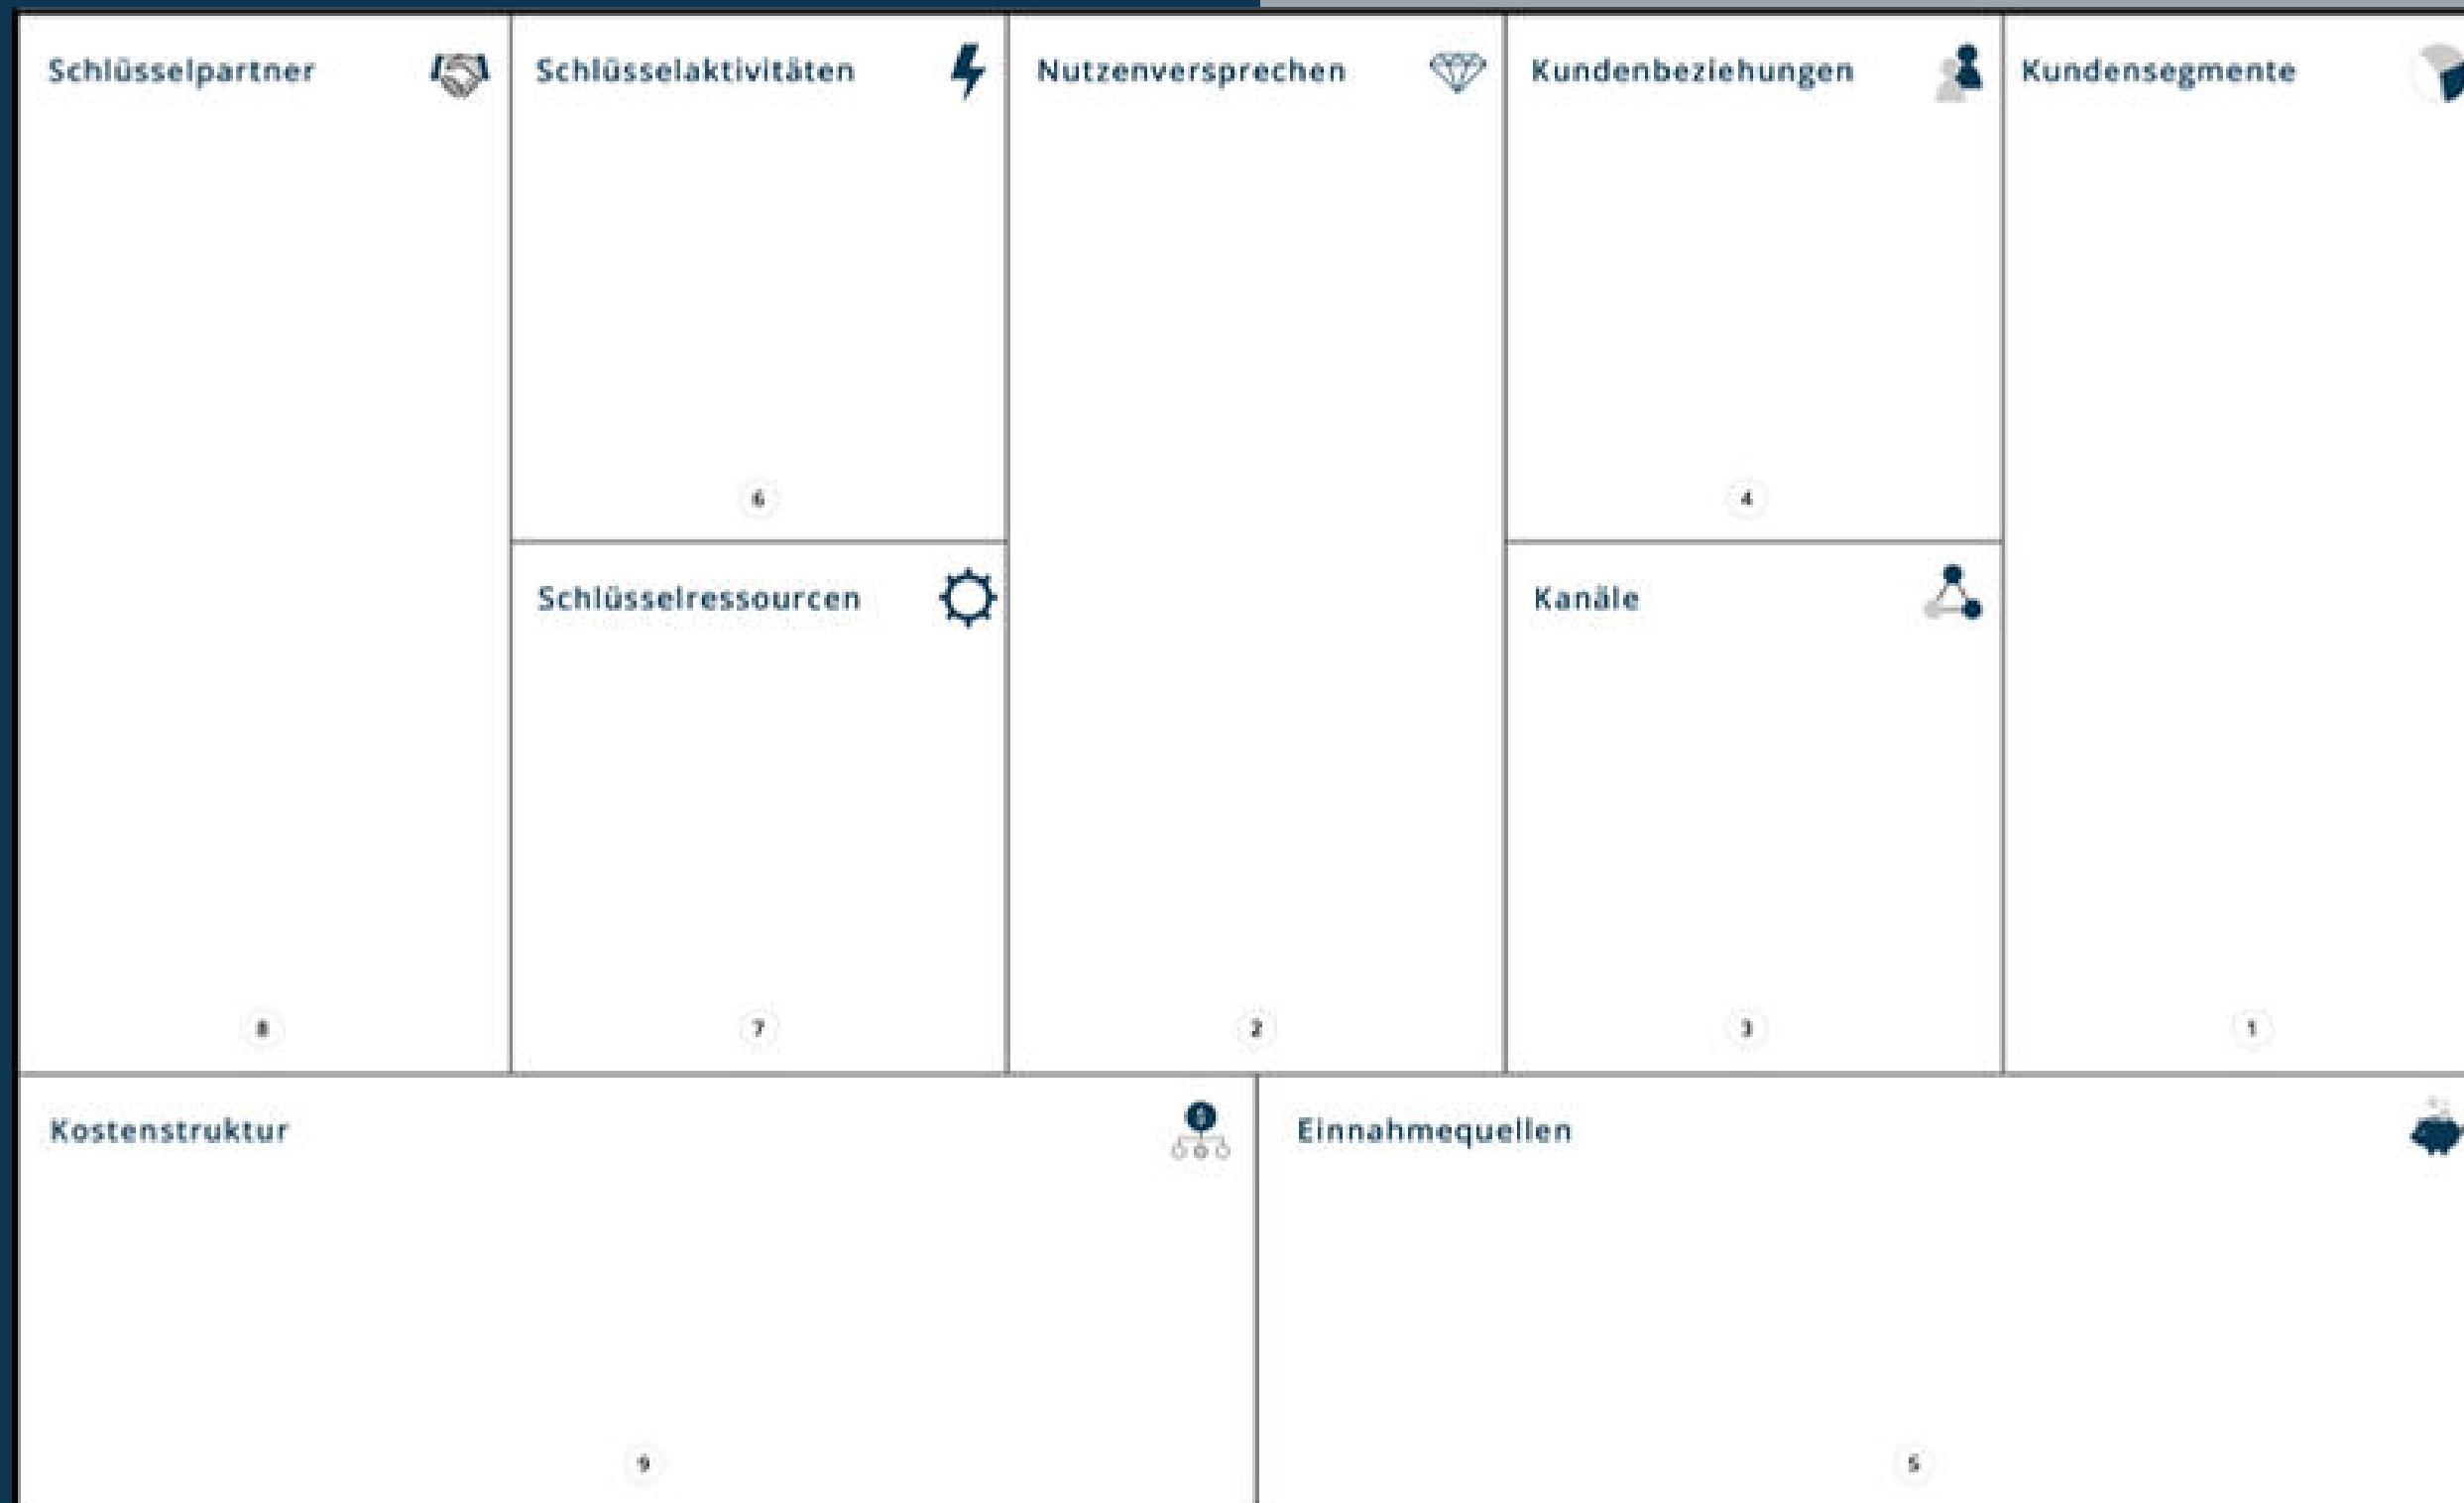 Schlüsselpartner
8
Schlüsselaktivitäten
6
Schlüsselressourcen
7
Nutzenversprechen
2
Kundenbeziehungen
4
Kanäle
3
Kundensegmente
1
Kostenstruktur
9
Einnahmequellen
5